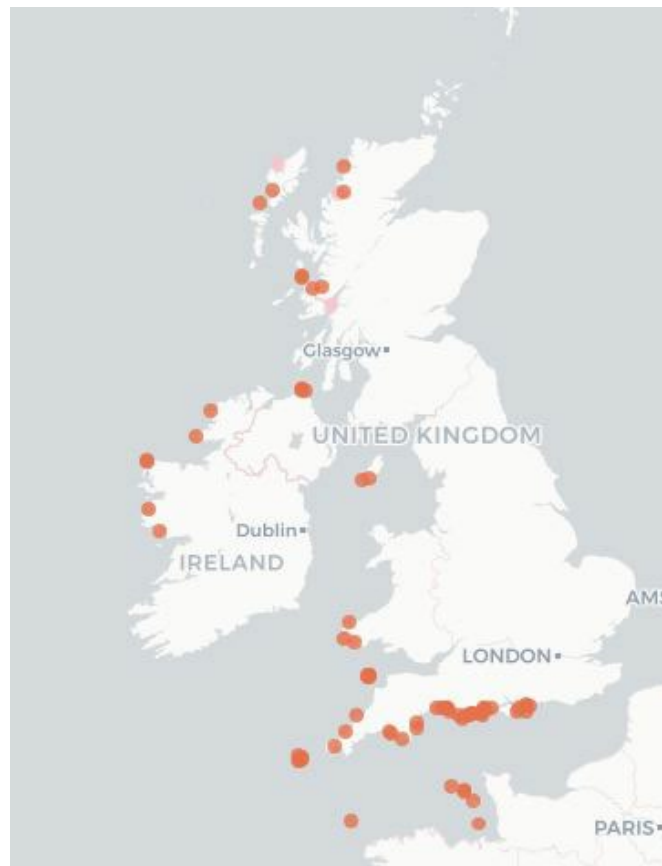 Glasgow
UNITED KINGDOM
Dublin
IRELAND
AMS
LONDON
PARIS